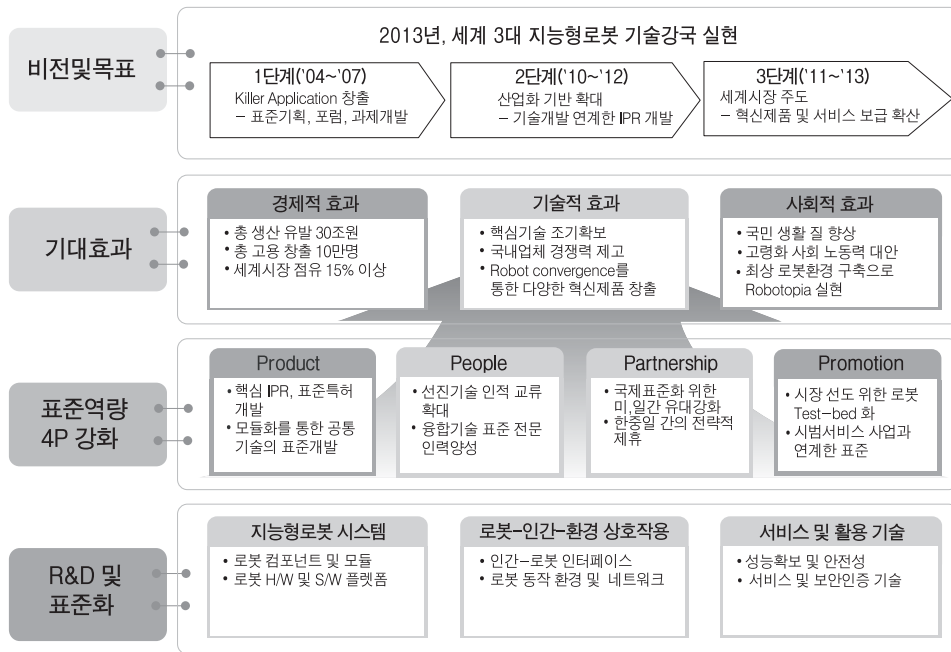 비전및목표
2013년, 세계 3대 지능형로봇 기술강국 실현
1단계('04~'07)
Killer Application 창출
– 표준기획, 포럼, 과제개발
2단계('10~'12)
산업화 기반 확대
– 기술개발 연계한 IPR 개발
3단계('11~'13)
세계시장 주도
– 혁신제품 및 서비스 보급 확산
기대효과
경제적 효과
• 총 생산 유발 30조원
• 총 고용 창출 10만명
• 세계시장 점유 15% 이상
기술적 효과
• 핵심기술 조기확보
• 국내업체 경쟁력 제고
• Robot convergence를
통한 다양한 혁신제품 창출
사회적 효과
• 국민 생활 질 향상
• 고령화 사회 노동력 대안
• 최상 로봇환경 구축으로
Robotopia 실현
표준역량
4P 강화
Product
• 핵심 IPR, 표준특허
개발
• 모듈화를 통한 공통
기술의 표준개발
People
• 선진기술 인적 교류
확대
• 융합기술 표준 전문
인력양성
Partnership
• 국제표준화 위한
미,일간 유대강화
• 한중일 간의 전략적
제휴
Promotion
• 시장 선도 위한 로봇
Test-bed 화
• 시범서비스 사업과
연계한 표준
R&D 및
표준화
지능형로봇 시스템
• 로봇 컴포넌트 및 모듈
• 로봇 H/W 및 S/W 플렛폼
로봇-인간-환경 상호작용
• 인간-로봇 인터페이스
• 로봇 동작 환경 및 네트워크
서비스 및 활용 기술
• 성능확보 및 안전성
• 서비스 및 보안인증 기술